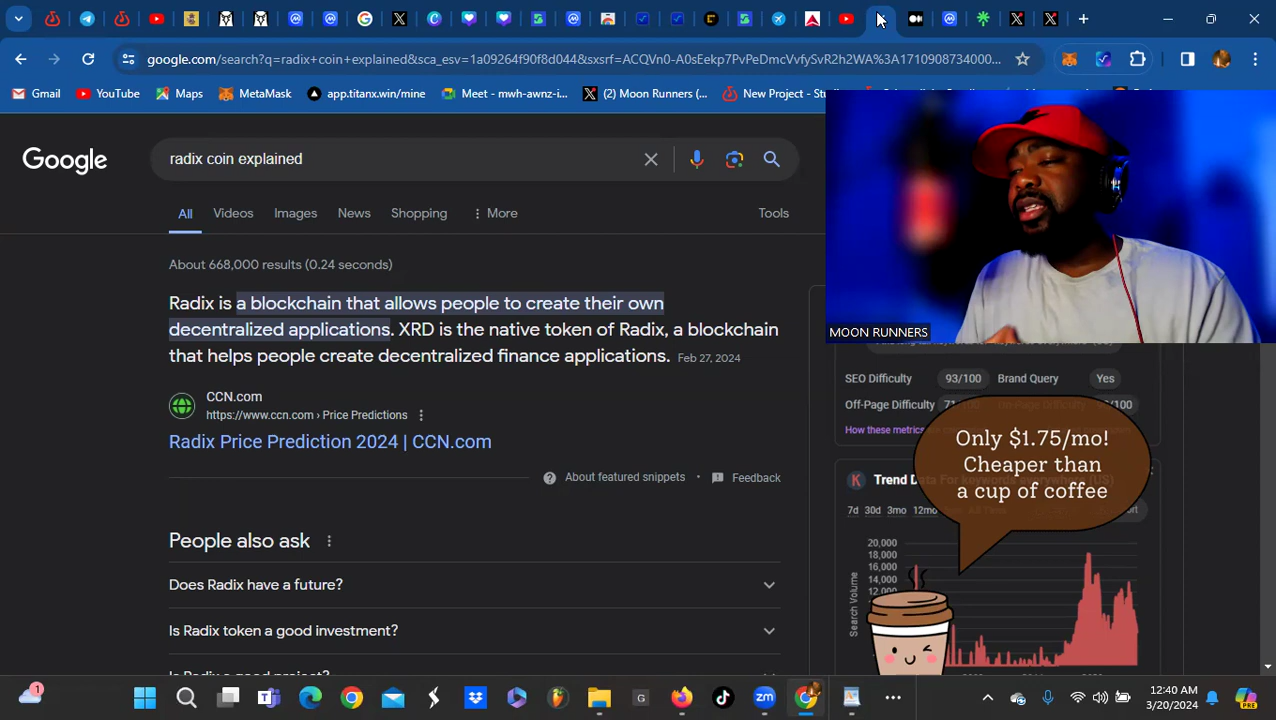 google.com/search?q=radix+coin+explained&sca_esv=1a09264f90f8d044&sxsrf=ACQVn0-A0sEekp7PvPeDmcVvfySvR2h2WA%3A1710908734000...
Gmail YouTube Maps MetaMask app.titanx.win/mine Meet - mwh-awnz-i... (2) Moon Runners (... New Project - Stu
Google
radix coin explained
All Videos Images News Shopping More Tools
About 668,000 results (0.24 seconds)
Radix is a blockchain that allows people to create their own
decentralized applications. XRD is the native token of Radix, a blockchain
that helps people create decentralized finance applications. Feb 27, 2024
CCN.com
https://www.ccn.com › Price Predictions
Radix Price Prediction 2024 | CCN.com
About featured snippets • Feedback
People also ask
Does Radix have a future?
Is Radix token a good investment?
MOON RUNNERS
SEO Difficulty 93/100 Brand Query Yes
Off-Page Difficulty
How these metrics
Only $1.75/mo!
Cheaper than
a cup of coffee
Trend Data For keywords
7d 30d 3mo 12mo
20,000
18,000
16,000
14,000
12,000
Search Volume
1
G
12:40 AM
3/20/2024
PRE